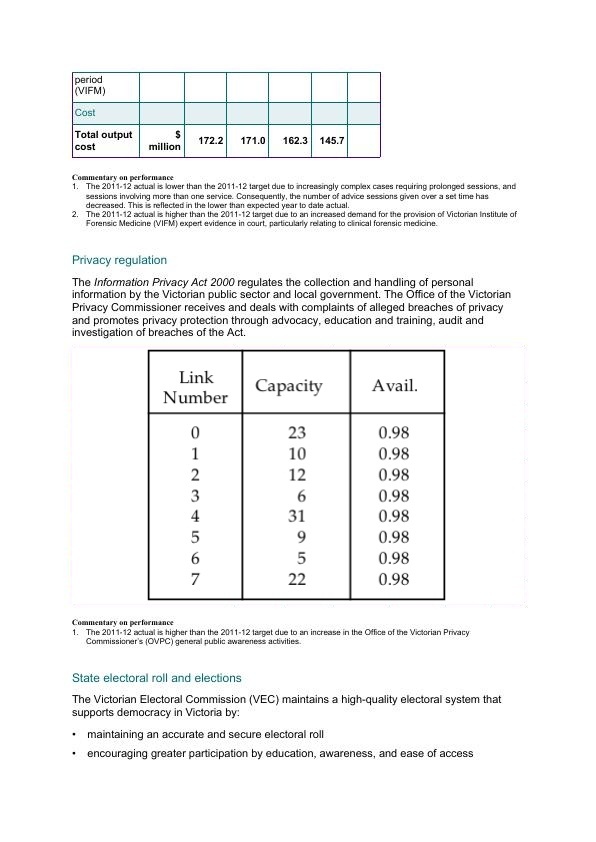 period
(VIFM)
Cost
Total output $ 172.2 171.0 162.3 145.7
cost million
Commentary on performance
1. The 2011-12 actual is lower than the 2011-12 target due to increasingly complex cases requiring prolonged sessions, and
sessions involving more than one service. Consequently, the number of advice sessions given over a set time has
decreased. This is reflected in the lower than expected year to date actual.
2. The 2011-12 actual is higher than the 2011-12 target due to an increased demand for the provision of Victorian Institute of
Forensic Medicine (VIFM) expert evidence in court, particularly relating to clinical forensic medicine.
Privacy regulation
The Information Privacy Act 2000 regulates the collection and handling of personal
information by the Victorian public sector and local government. The Office of the Victorian
Privacy Commissioner receives and deals with complaints of alleged breaches of privacy
and promotes privacy protection through advocacy, education and training, audit and
investigation of breaches of the Act.
Link Capacity Avail.
Number
0 23 0.98
1 10 0.98
2 12 0.98
3 6 0.98
4 31 0.98
5 9 0.98
6 5 0.98
7 22 0.98
Commentary on performance
1. The 2011-12 actual is higher than the 2011-12 target due to an increase in the Office of the Victorian Privacy
Commissioner's (OVPC) general public awareness activities.
State electoral roll and elections
The Victorian Electoral Commission (VEC) maintains a high-quality electoral system that
supports democracy in Victoria by:
• maintaining an accurate and secure electoral roll
• encouraging greater participation by education, awareness, and ease of access